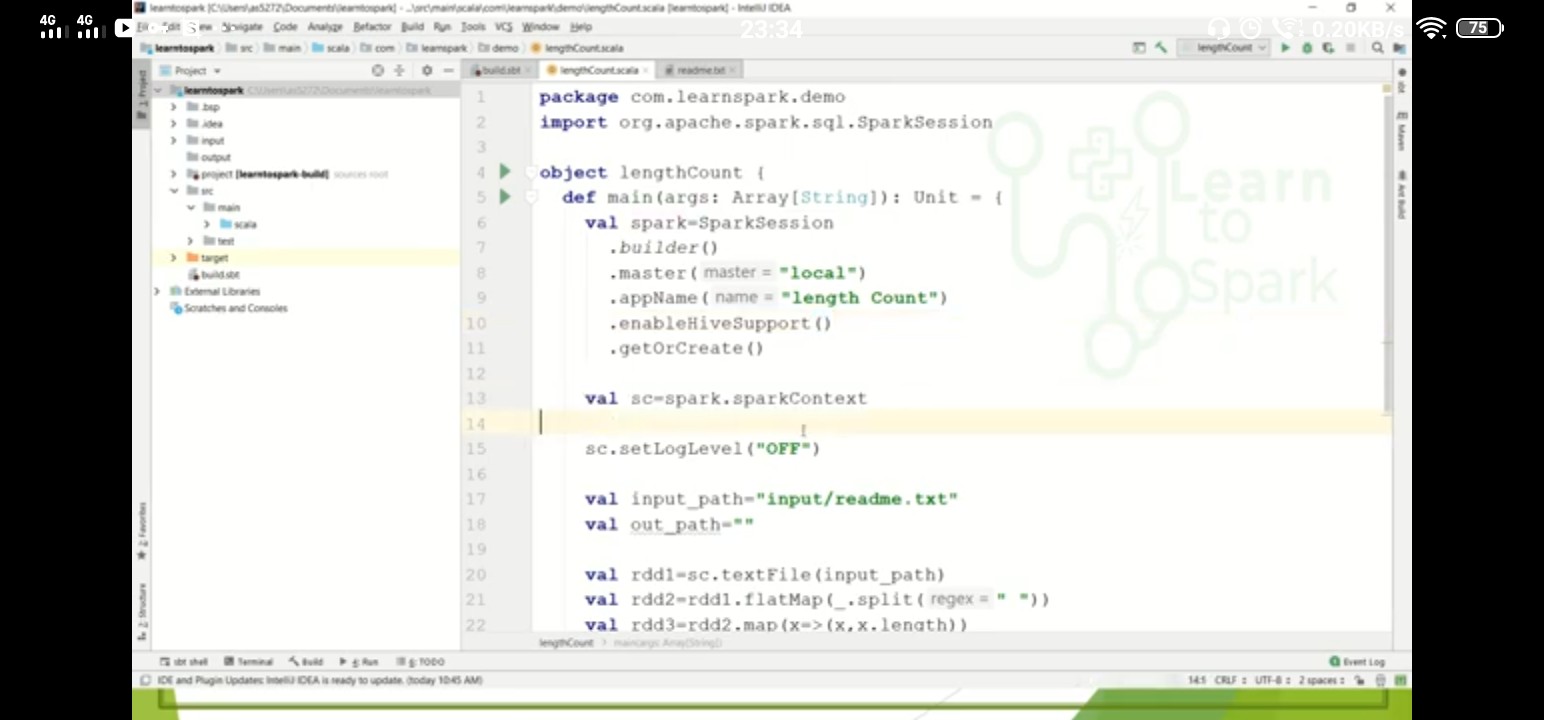 4G 4G
23:34
0.20KB/s
75
learntospark [C:\Users\as5272\Documents\learntospark] - ..\src\main\scala\com\learnspark\demo\lengthCount.scala [learntospark] - IntelliJ IDEA
Navigate Code Analyze Refactor Build Run Tools VCS Window Help
learntospark src main scala com learnspark demo lengthCount.scala
lengthCount
Project
build.sbt lengthCount.scala readme.txt
learntospark C:\Users\as5272\Documents\learntospark
.bsp
.idea
input
output
project [learntospark-build] sources root
src
main
scala
test
target
build.sbt
External Libraries
Scratches and Consoles
1: Project
2: Favorites
2: Structure
1 package com.learnspark.demo
2 import org.apache.spark.sql.SparkSession
3
4 object lengthCount {
5 def main(args: Array[String]): Unit = {
6 val spark=SparkSession
7 .builder()
8 .master( master = "local")
9 .appName( name = "length Count")
10 .enableHiveSupport()
11 .getOrCreate()
12
13 val sc=spark.sparkContext
14
15 sc.setLogLevel("OFF")
16
17 val input_path="input/readme.txt"
18 val out_path=""
19
20 val rdd1=sc.textFile(input_path)
21 val rdd2=rdd1.flatMap(_.split( regex = " "))
22 val rdd3=rdd2.map(x=>(x,x.length))
Learn
to
Spark
sbt
Maven
Ant Build
lengthCount main(args: Array[String])
sbt shell Terminal Build 4: Run 6: TODO
Event Log
IDE and Plugin Updates: IntelliJ IDEA is ready to update. (today 10:45 AM)
14:5 CRLF UTF-8 2 spaces